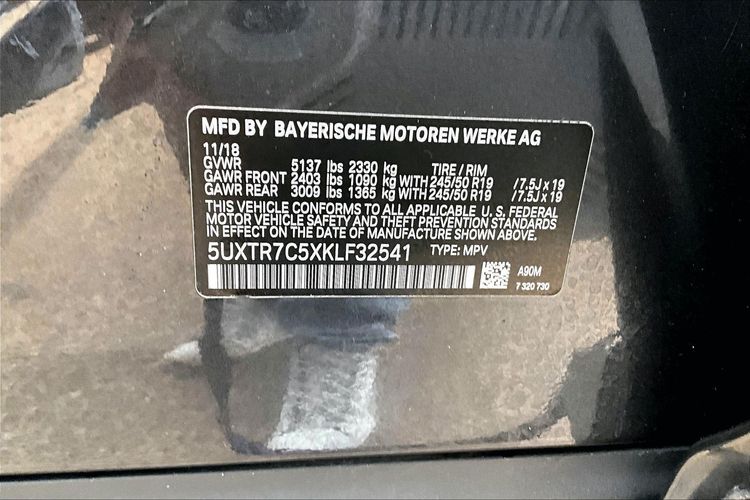 MFD BY BAYERISCHE MOTOREN WERKE AG
11/18
GVWR 5137 lbs 2330 kg TIRE / RIM
GAWR FRONT 2403 lbs 1090 kg WITH 245/50 R19 / 7.5J x 19
GAWR REAR 3009 lbs 1365 kg WITH 245/50 R19 / 7.5J x 19
THIS VEHICLE CONFORMS TO ALL APPLICABLE U. S. FEDERAL
MOTOR VEHICLE SAFETY AND THEFT PREVENTION STANDARDS
IN EFFECT ON THE DATE OF MANUFACTURE SHOWN ABOVE.
5UXTR7C5XKLF32541 TYPE: MPV
A90M
7 320 730